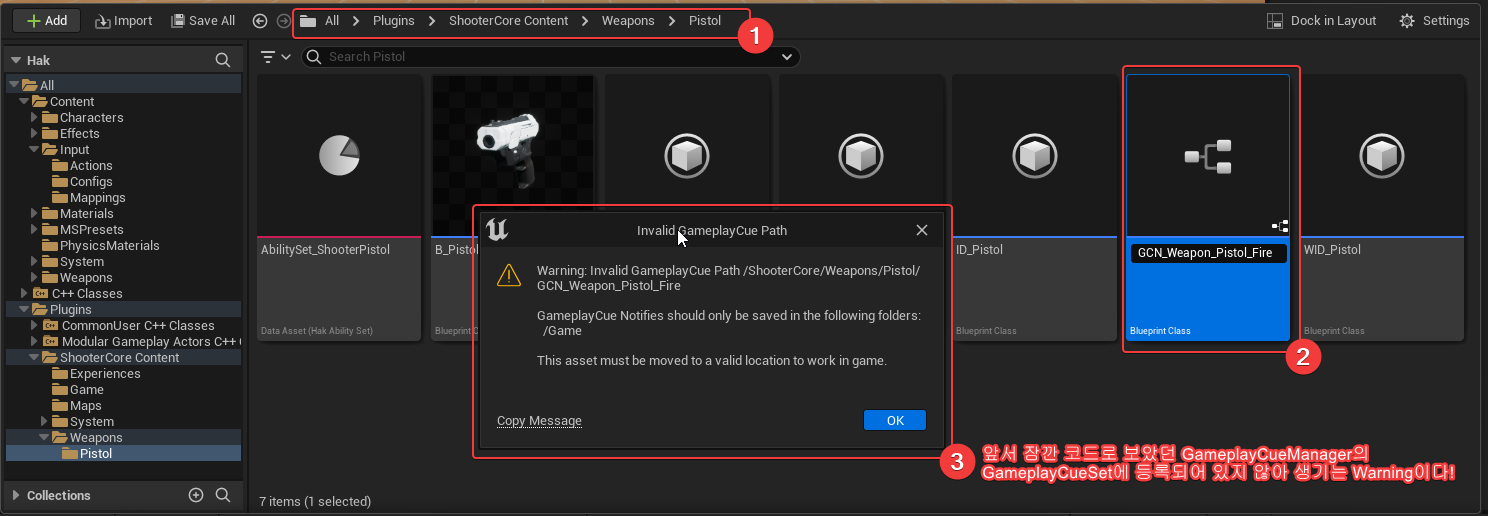 Add
Import
Save All
All
Plugins
ShooterCore Content
Weapons
Pistol
1
Dock in Layout
Settings
Hak
Search Pistol
All
Content
Characters
Effects
Input
Actions
Configs
Mappings
Materials
MSPresets
PhysicsMaterials
System
Weapons
C++ Classes
Plugins
CommonUser C++ Classes
Modular Gameplay Actors C++
ShooterCore Content
Experiences
Game
Maps
System
Weapons
Pistol
Collections
AbilitySet_ShooterPistol
Data Asset (Hak Ability Set)
B_Pisto
Blueprint C
ID_Pistol
Blueprint Class
GCN_Weapon_Pistol_Fire
Blueprint Class
2
WID_Pistol
Blueprint Class
Invalid GameplayCue Path
Warning: Invalid GameplayCue Path /ShooterCore/Weapons/Pistol/
GCN_Weapon_Pistol_Fire
GameplayCue Notifies should only be saved in the following folders:
/Game
This asset must be moved to a valid location to work in game.
Copy Message
OK
3
앞서 잠깐 코드로 보았던 GameplayCueManager의
GameplayCueSet에 등록되어 있지 않아 생기는 Warning이다!
7 items (1 selected)